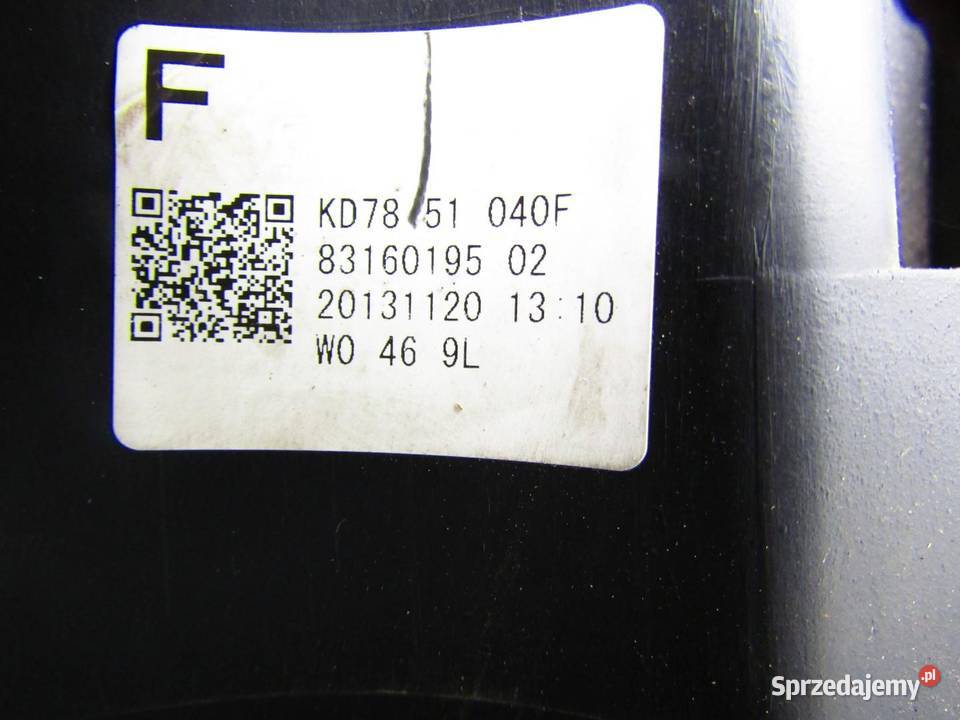 F
KD78 51 040F
83160195 02
20131120 13:10
WO 46 9L
Sprzedajemy.pl